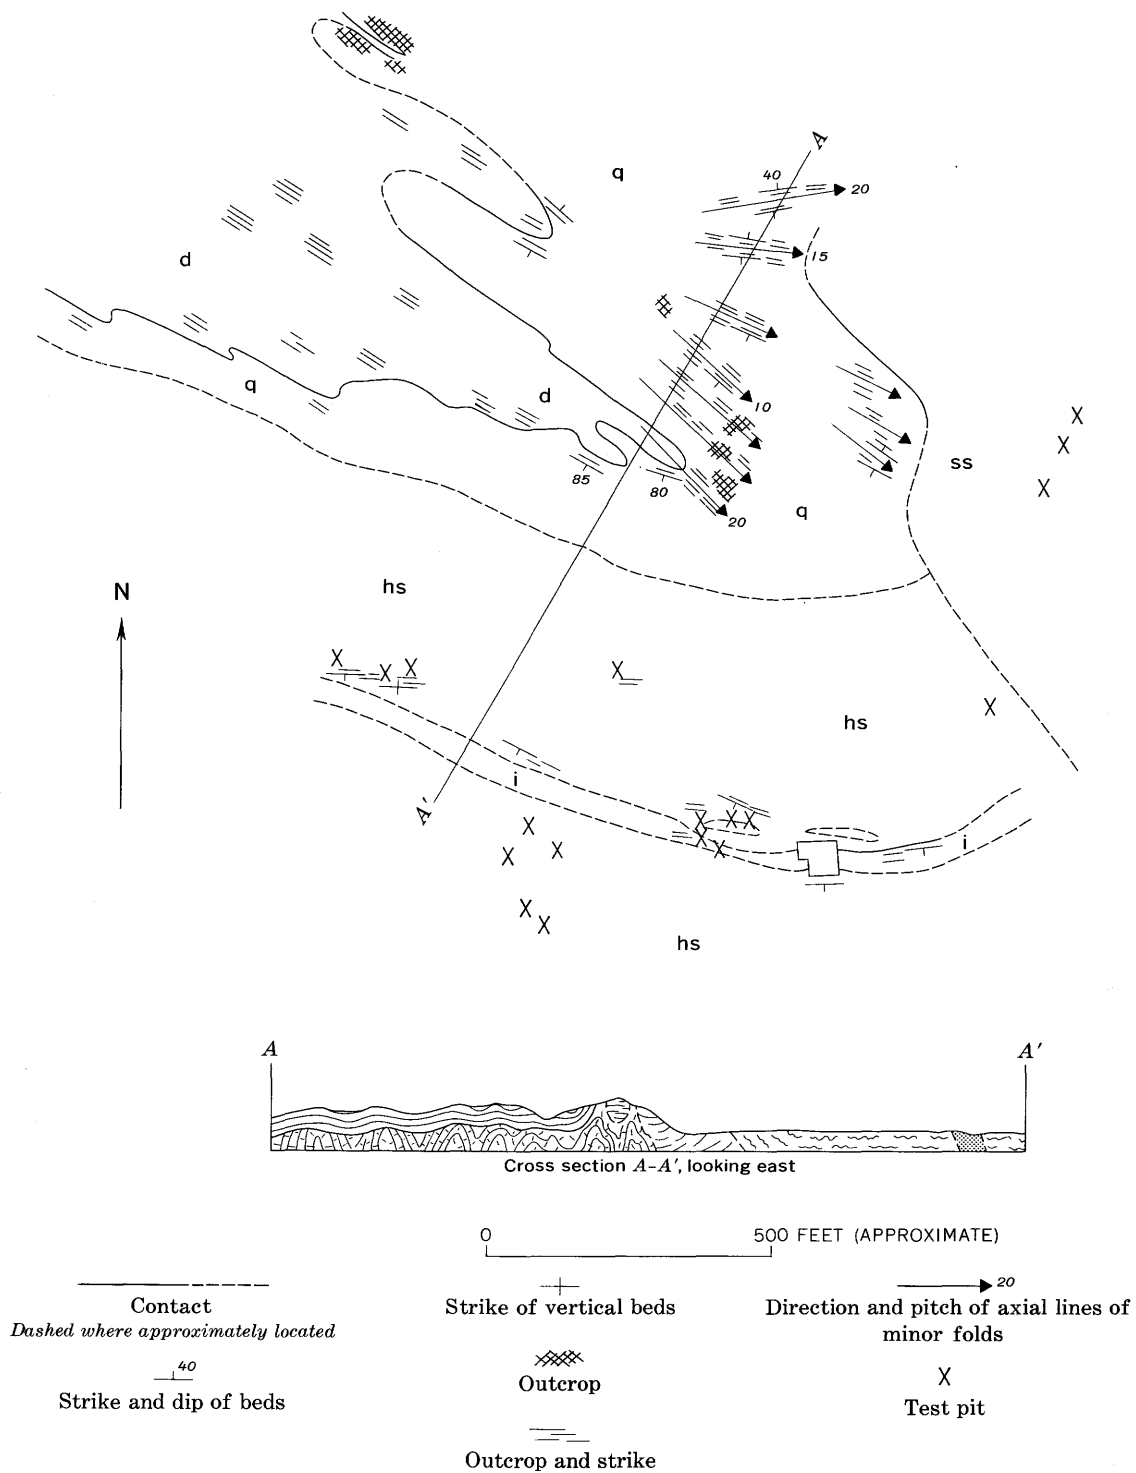 A
q
40
20
15
d
q
d
10
ss
85
80
20
q
hs
N
hs
i
A'
i
hs
A
A'
Cross section A-A', looking east
0
500 FEET (APPROXIMATE)
Contact
Dashed where approximately located
40
Strike and dip of beds
Strike of vertical beds
Outcrop
Outcrop and strike
20
Direction and pitch of axial lines of
minor folds
X
Test pit